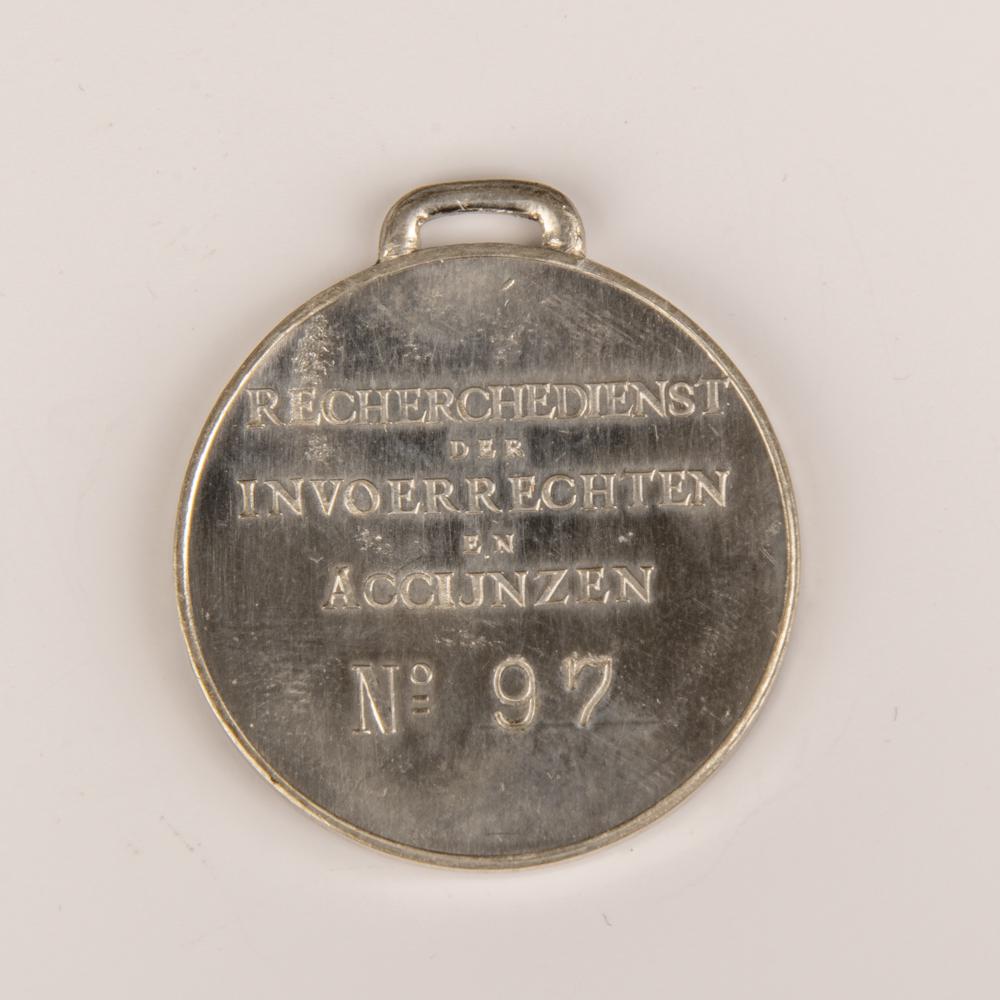 RECHERCHEDIENST
DER
INVOERRECHTEN
EN
ACCIJNZEN
Nº 97